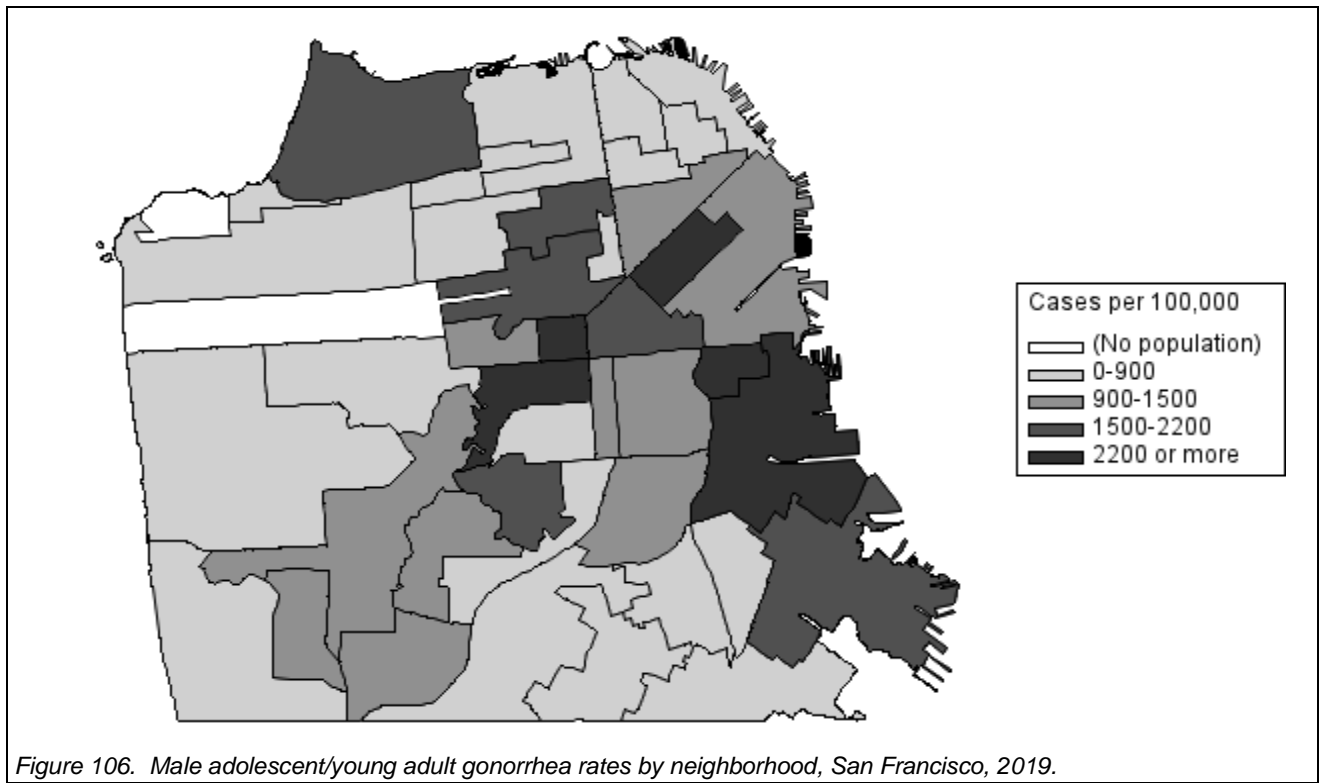 Cases per 100,000
(No population)
0-900
900-1500
1500-2200
2200 or more
Figure 106. Male adolescent/young adult gonorrhea rates by neighborhood, San Francisco, 2019.